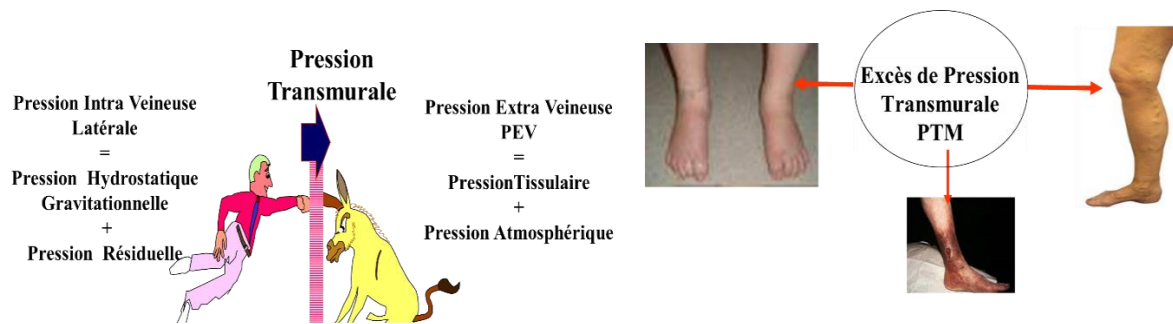 Pression
Transmurale
Pression Intra Veineuse
Latérale
=
Pression Hydrostatique
Gravitationnelle
+
Pression Résiduelle
Pression Extra Veineuse
PEV
=
PressionTissulaire
+
Pression Atmosphérique
Excès de Pression
Transmurale
PTM